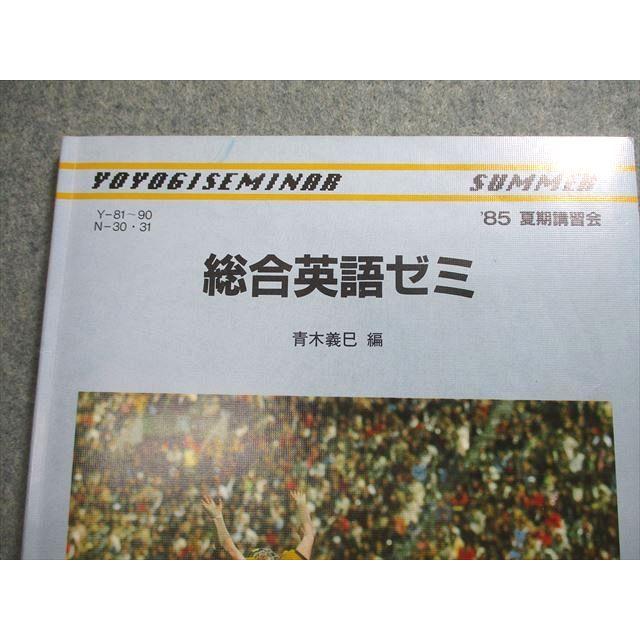 YOYOGISEMINAR SUMMER
Y-81~90
N-30・31
'85 夏期講習会
総合英語ゼミ
青木義巳 編